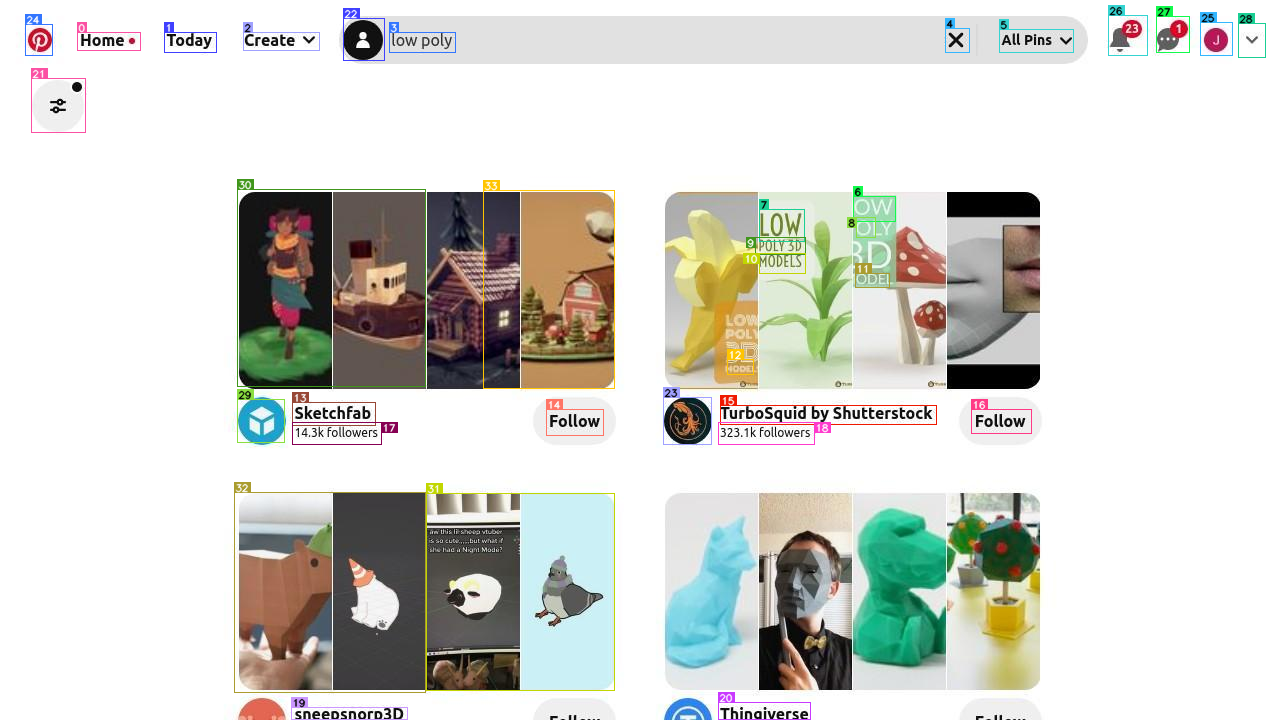 24
0
Home
1
Today
2
Create
22
3
low poly
4
5
All Pins
26
23
27
1
25
J
28
21
30
33
7
LOW
9
POLY 3D
10
MODELS
6
LOW
8
POLY
3D
11
MODEL
LOW
POLY
3D
12
MODELS
29
13
Sketchfab
14.3k followers
17
14
Follow
23
15
TurboSquid by Shutterstock
323.1k followers
18
16
Follow
32
31
aw this lil sheep vtuber
is so cute,,,,,but what if
she had a Night Mode?
19
sneepsnorp3D
Follow
20
Thingiverse
Follow